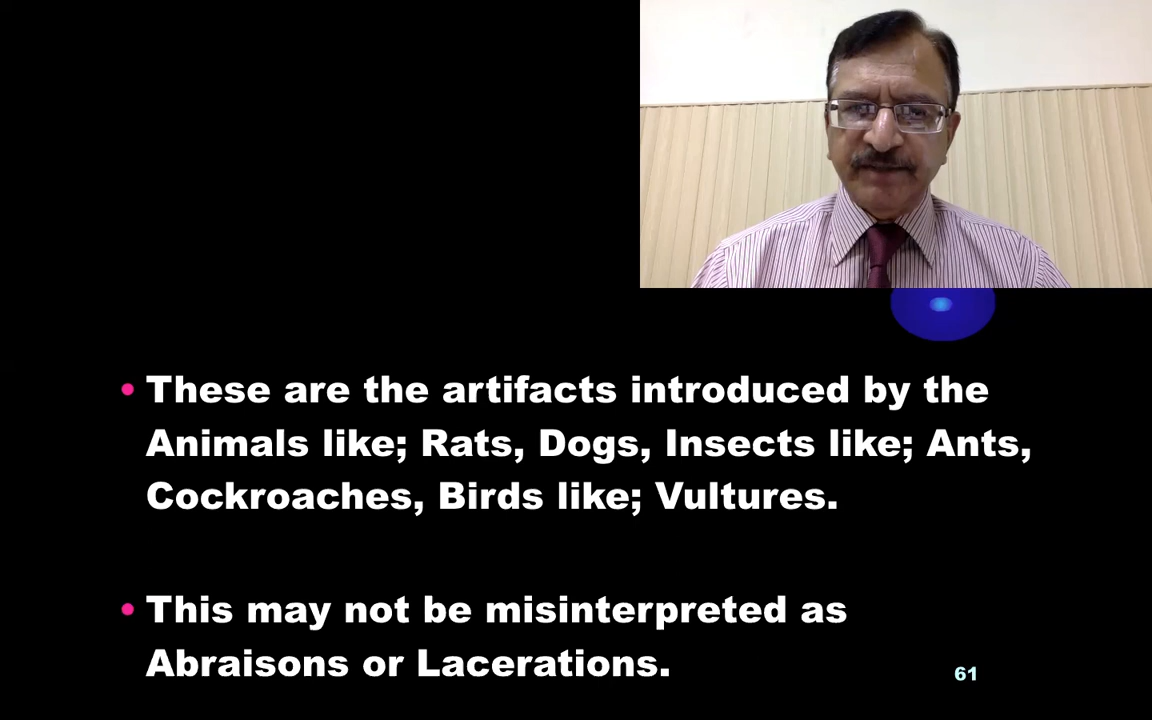 • These are the artifacts introduced by the
Animals like; Rats, Dogs, Insects like; Ants,
Cockroaches, Birds like; Vultures.
• This may not be misinterpreted as
Abraisons or Lacerations.
61